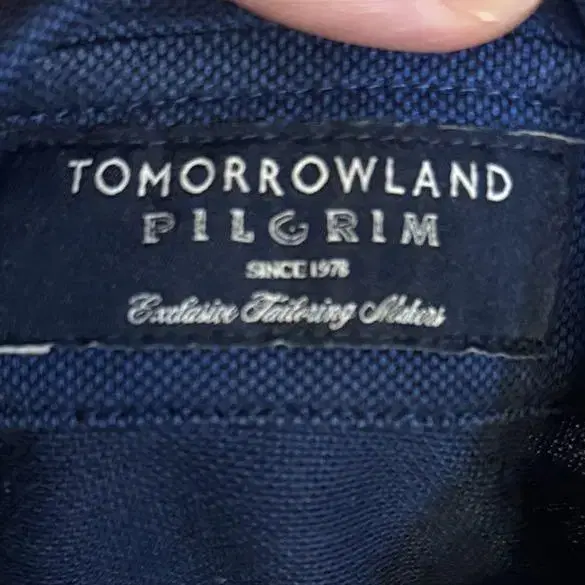 TOMORROWLAND
PILGRIM
SINCE 1978
Exclusive Tailoring Makers